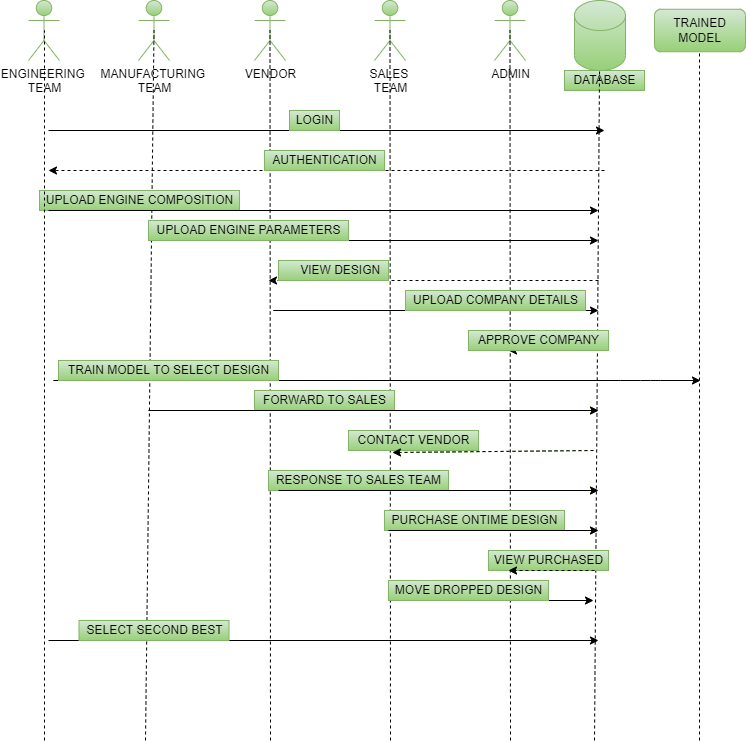 ENGINEERING
TEAM
MANUFACTURING
TEAM
VENDOR
SALES
TEAM
ADMIN
DATABASE
TRAINED
MODEL
LOGIN
AUTHENTICATION
UPLOAD ENGINE COMPOSITION
UPLOAD ENGINE PARAMETERS
VIEW DESIGN
UPLOAD COMPANY DETAILS
APPROVE COMPANY
TRAIN MODEL TO SELECT DESIGN
FORWARD TO SALES
CONTACT VENDOR
RESPONSE TO SALES TEAM
PURCHASE ONTIME DESIGN
VIEW PURCHASED
MOVE DROPPED DESIGN
SELECT SECOND BEST